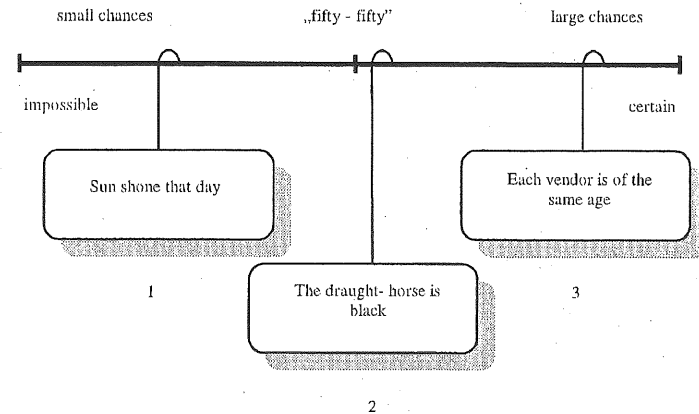 small chances
„fifty - fifty”
large chances
impossible
certain
Sun shone that day
Each vendor is of the
same age
1
The draught- horse is
black
3
2